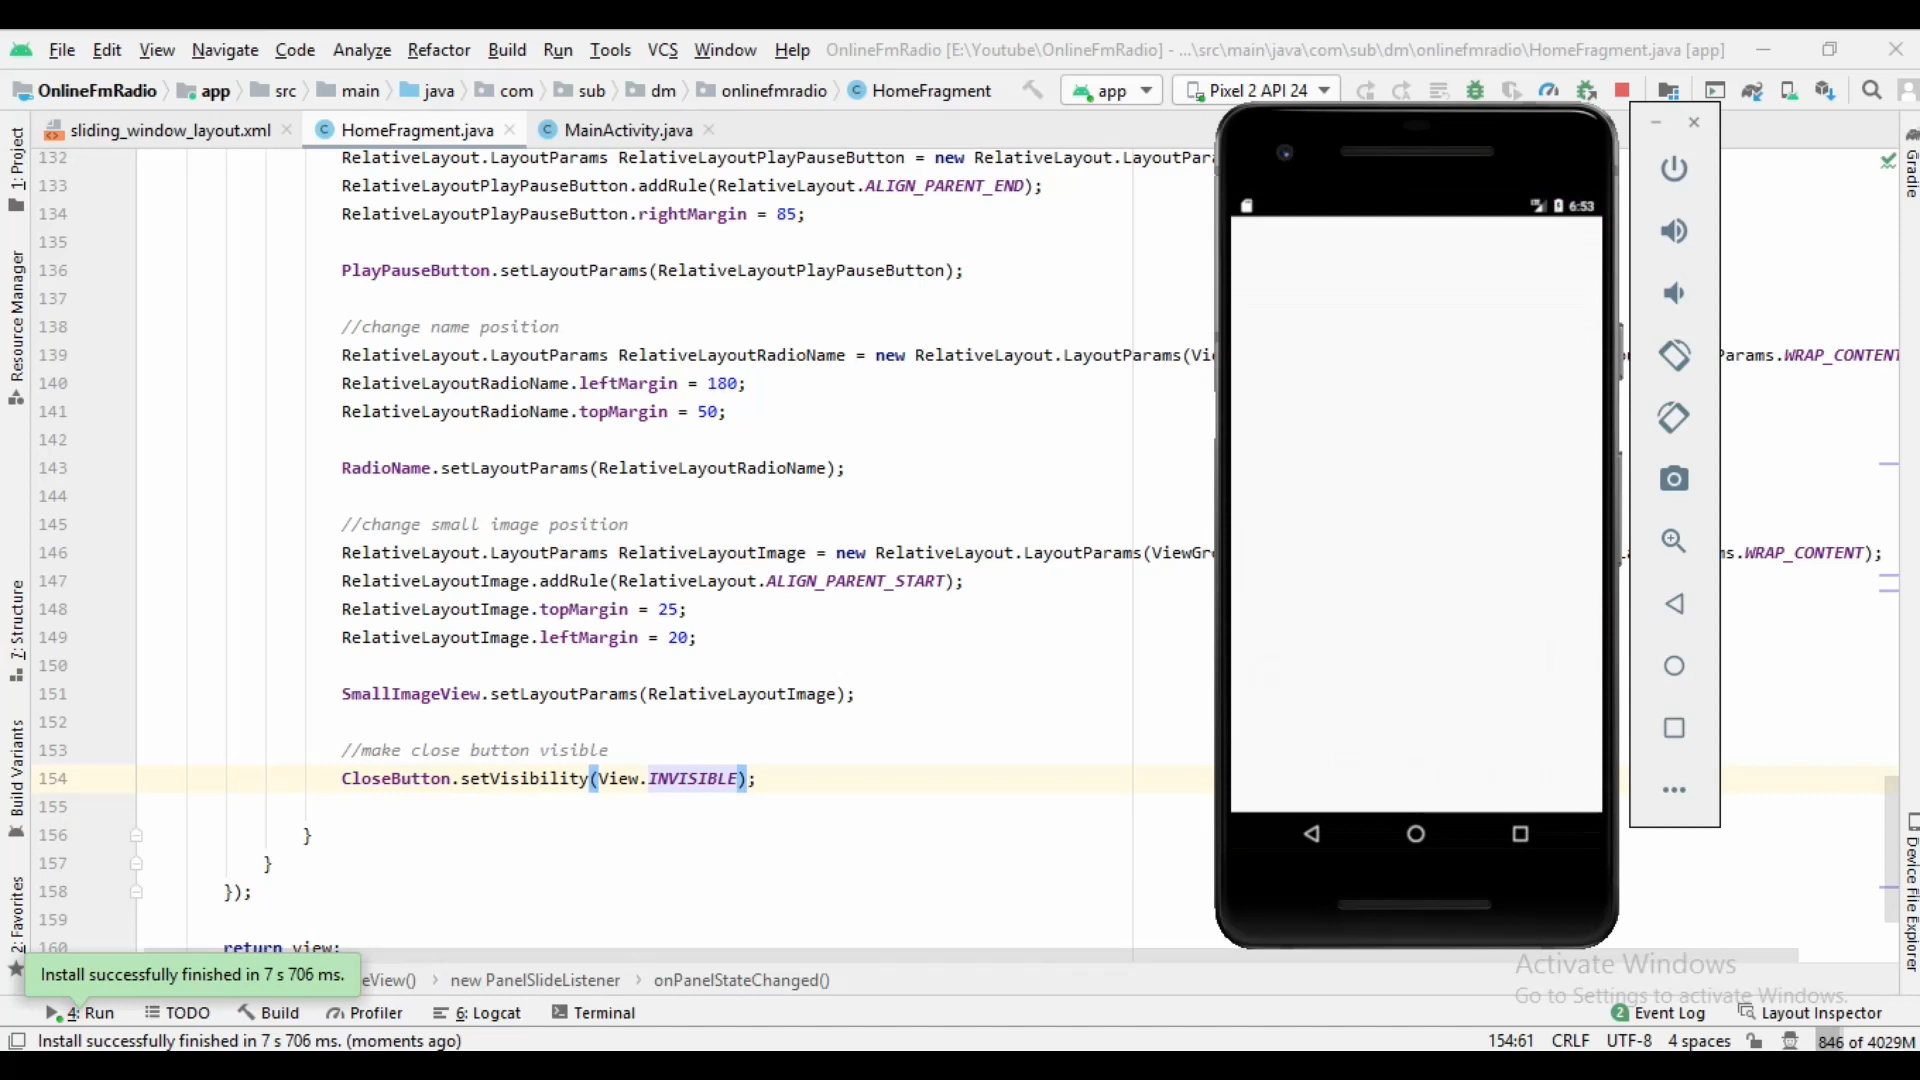 File Edit View Navigate Code Analyze Refactor Build Run Tools VCS Window Help OnlineFmRadio [E:\Youtube\OnlineFmRadio] - ...\src\main\java\com\sub\dm\onlinefmradio\HomeFragment.java [app]
OnlineFmRadio app src main java com sub dm onlinefmradio HomeFragment app Pixel 2 API 24
sliding_window_layout.xml HomeFragment.java MainActivity.java
132 RelativeLayout.LayoutParams RelativeLayoutPlayPauseButton = new RelativeLayout.LayoutPara
133 RelativeLayoutPlayPauseButton.addRule(RelativeLayout.ALIGN_PARENT_END);
134 RelativeLayoutPlayPauseButton.rightMargin = 85;
135
136 PlayPauseButton.setLayoutParams(RelativeLayoutPlayPauseButton);
137
138 //change name position
139 RelativeLayout.LayoutParams RelativeLayoutRadioName = new RelativeLayout.LayoutParams(Vi Params.WRAP_CONTENT
140 RelativeLayoutRadioName.leftMargin = 180;
141 RelativeLayoutRadioName.topMargin = 50;
142
143 RadioName.setLayoutParams(RelativeLayoutRadioName);
144
145 //change small image position
146 RelativeLayout.LayoutParams RelativeLayoutImage = new RelativeLayout.LayoutParams(ViewGr ms.WRAP_CONTENT);
147 RelativeLayoutImage.addRule(RelativeLayout.ALIGN_PARENT_START);
148 RelativeLayoutImage.topMargin = 25;
149 RelativeLayoutImage.leftMargin = 20;
150
151 SmallImageView.setLayoutParams(RelativeLayoutImage);
152
153 //make close button visible
154 CloseButton.setVisibility(View.INVISIBLE);
155
156 }
157 }
158 });
159
160 return view;
6:53
1: Project
Resource Manager
7: Structure
Build Variants
2: Favorites
Gradle
Device File Explorer
Install successfully finished in 7 s 706 ms.
eView() new PanelSlideListener onPanelStateChanged()
Activate Windows
Go to Settings to activate Windows.
4: Run TODO Build Profiler 6: Logcat Terminal 2 Event Log Layout Inspector
Install successfully finished in 7 s 706 ms. (moments ago) 154:61 CRLF UTF-8 4 spaces 846 of 4029M